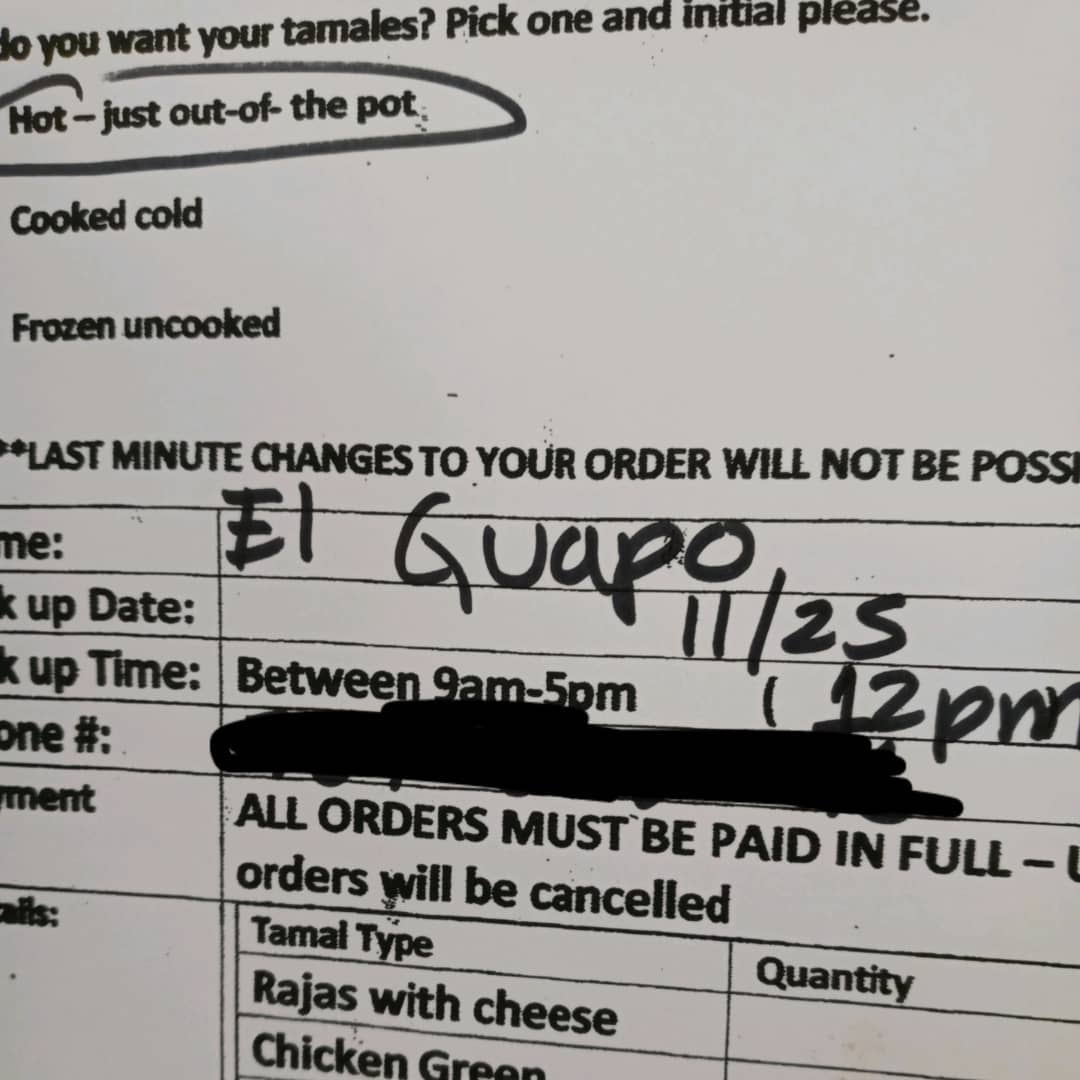 do you want your tamales? Pick one and initial please.
Hot – just out-of- the pot
Cooked cold
Frozen uncooked
**LAST MINUTE CHANGES TO YOUR ORDER WILL NOT BE POSSI
me: El Guapo
k up Date: 11/25
k up Time: Between 9am-5pm ( 12pm
one #:
yment ALL ORDERS MUST BE PAID IN FULL – U
orders will be cancelled
ails:
Tamal Type Quantity
Rajas with cheese
Chicken Green